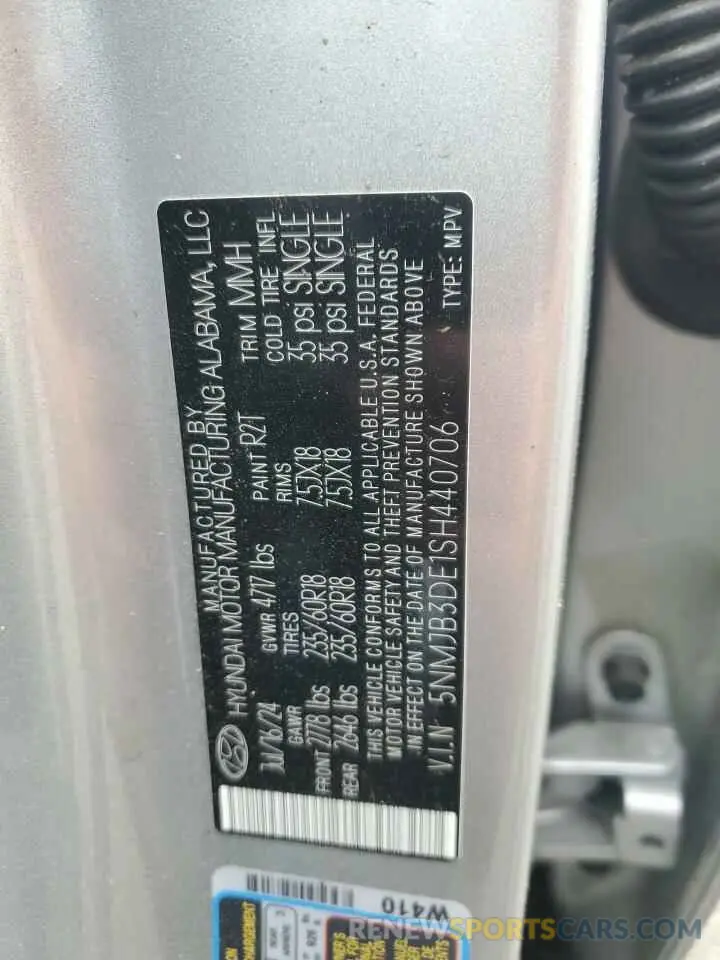 MANUFACTURED BY
HYUNDAI MOTOR MANUFACTURING ALABAMA, LLC
11/16/24 GVWR 4777 lbs PAINT R2T TRIM MMH
GAWR TIRES RIMS COLD TIRE INFL
FRONT 2778 lbs 235/60R18 7.5JX18 35 psi SINGLE
REAR 2646 lbs 235/60R18 7.5JX18 35 psi SINGLE
THIS VEHICLE CONFORMS TO ALL APPLICABLE U.S.A. FEDERAL
MOTOR VEHICLE SAFETY AND THEFT PREVENTION STANDARDS
IN EFFECT ON THE DATE OF MANUFACTURE SHOWN ABOVE
V.I.N 5NMJB3DE1SH440706 TYPE: MPV
W410
RENEWSPORTSCARS.COM